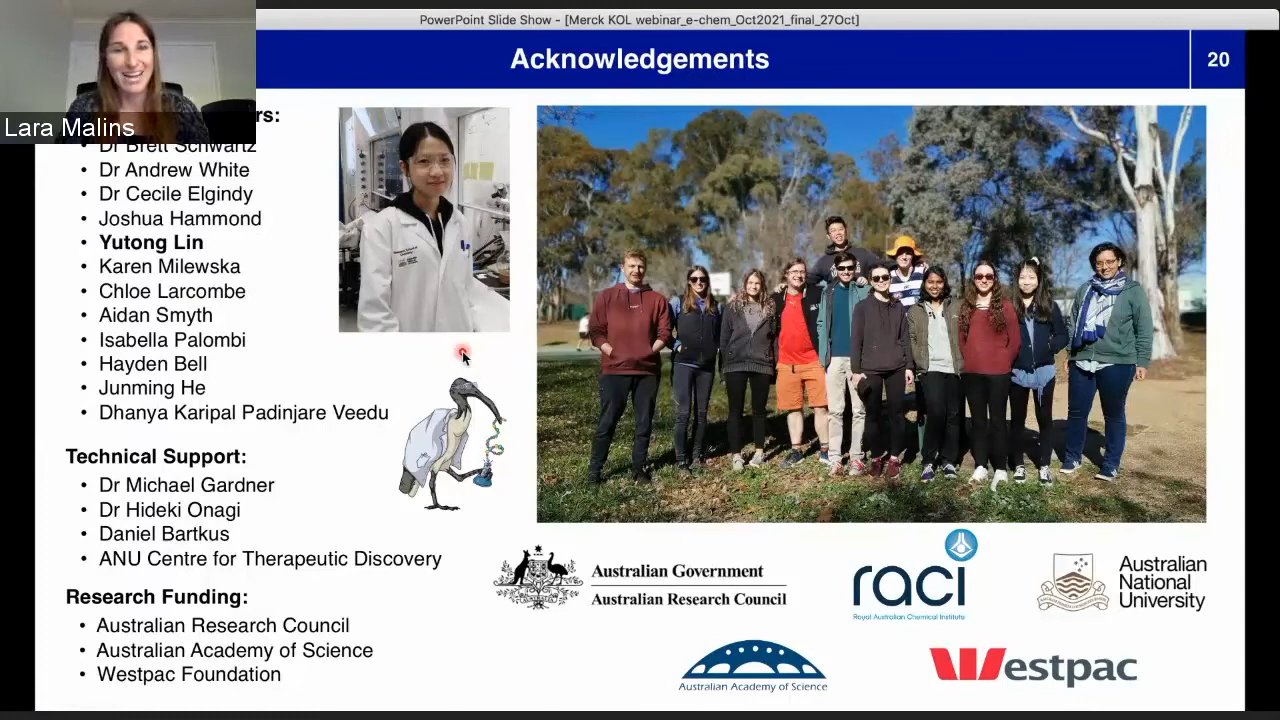 PowerPoint Slide Show - [Merck KOL webinar_e-chem_Oct2021_final_27Oct]
Acknowledgements
20
Lara Malins
rs:
• Dr Brett Schwartz
• Dr Andrew White
• Dr Cecile Elgindy
• Joshua Hammond
• Yutong Lin
• Karen Milewska
• Chloe Larcombe
• Aidan Smyth
• Isabella Palombi
• Hayden Bell
• Junming He
• Dhanya Karipal Padinjare Veedu
Technical Support:
• Dr Michael Gardner
• Dr Hideki Onagi
• Daniel Bartkus
• ANU Centre for Therapeutic Discovery
Research Funding:
• Australian Research Council
• Australian Academy of Science
• Westpac Foundation
Australian Government
Australian Research Council
raci
Royal Australian Chemical Institute
Australian
National
University
Australian Academy of Science
Westpac